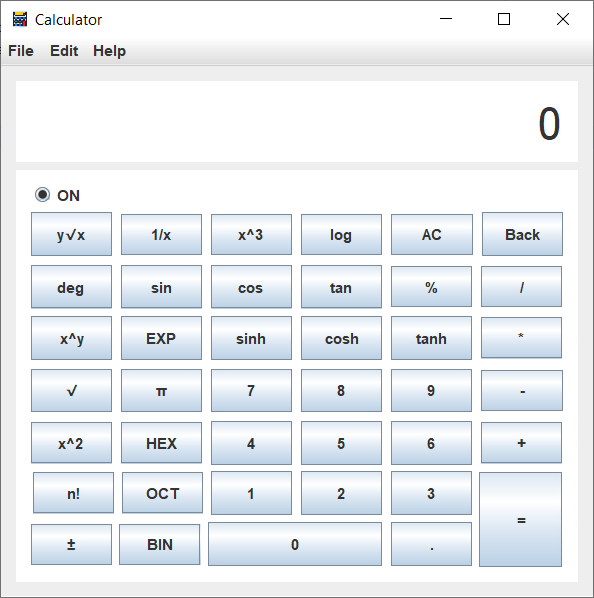 Calculator
File Edit Help
0
ON
y√x 1/x x^3 log AC Back
deg sin cos tan % /
x^y EXP sinh cosh tanh *
√ π 7 8 9 -
x^2 HEX 4 5 6 +
n! OCT 1 2 3 =
± BIN 0 .